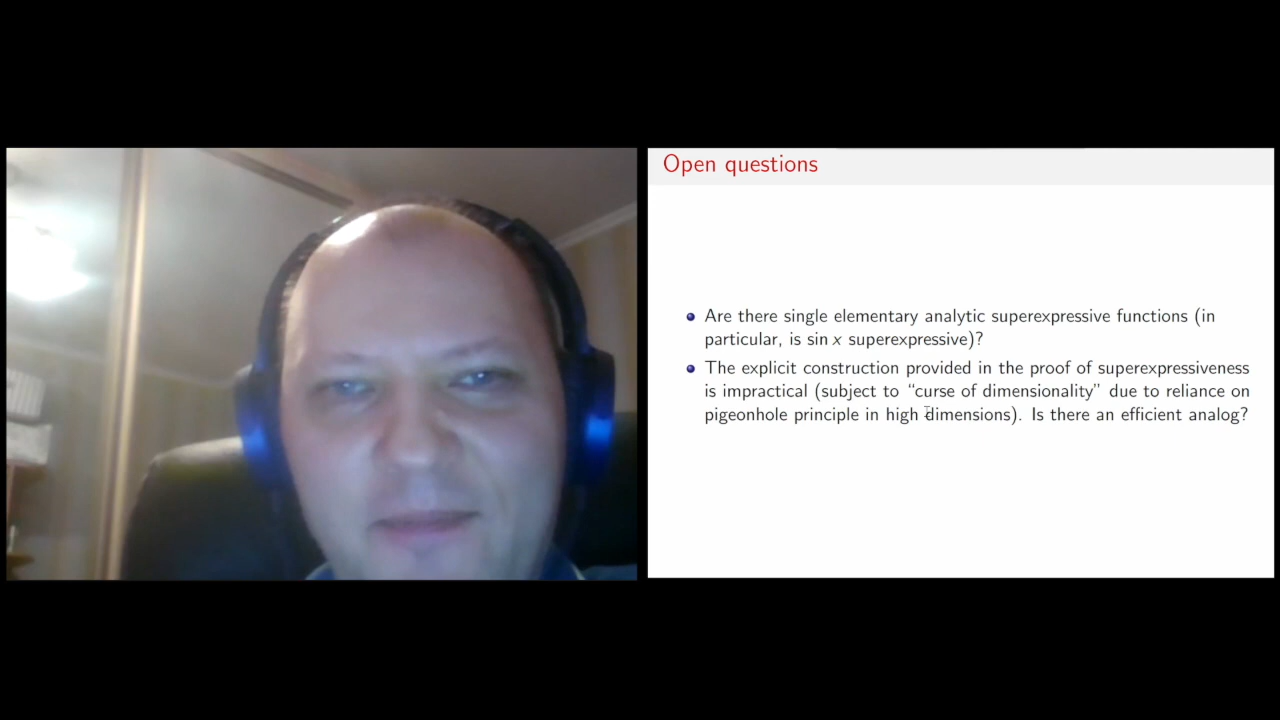 Open questions
Are there single elementary analytic superexpressive functions (in
particular, is sin x superexpressive)?
The explicit construction provided in the proof of superexpressiveness
is impractical (subject to “curse of dimensionality” due to reliance on
pigeonhole principle in high dimensions). Is there an efficient analog?